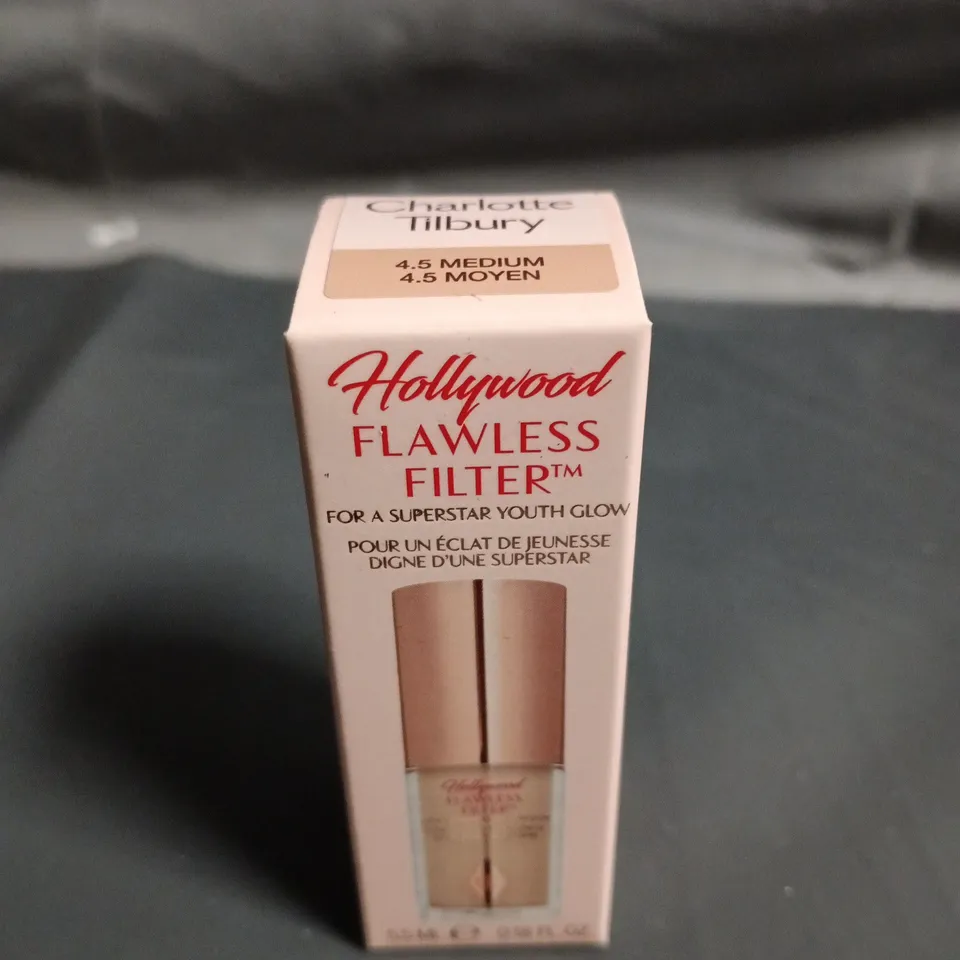 Charlotte
Tilbury
4.5 MEDIUM
4.5 MOYEN
Hollywood
FLAWLESS
FILTER™
FOR A SUPERSTAR YOUTH GLOW
POUR UN ÉCLAT DE JEUNESSE
DIGNE D'UNE SUPERSTAR
Hollywood
FLAWLESS
FILTER™